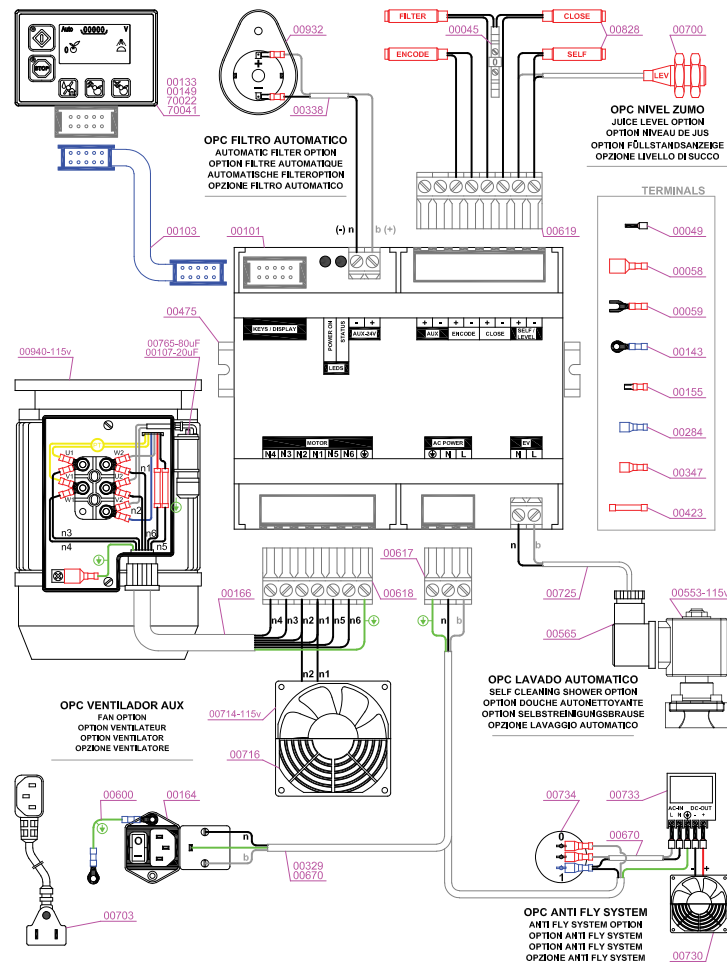 Auto
00000
V
0
STOP
00133
00149
70022
70041
00932
+
−
00338
OPC FILTRO AUTOMATICO
AUTOMATIC FILTER OPTION
OPTION FILTRE AUTOMATIQUE
AUTOMATISCHE FILTEROPTION
OPZIONE FILTRO AUTOMATICO
FILTER
ENCODE
00045
CLOSE
SELF
00828
00700
LEV
OPC NIVEL ZUMO
JUICE LEVEL OPTION
OPTION NIVEAU DE JUS
OPTION FÜLLSTANDSANZEIGE
OPZIONE LIVELLO DI SUCCO
00103
00101
(-) n
b (+)
00619
TERMINALS
00049
00058
00059
00143
00155
00284
00347
00423
00475
KEYS / DISPLAY
POWER ON
STATUS
LEDS
- +
AUX-24V
- + - + - + - +
AUX
ENCODE
CLOSE
SELF / LEVEL
MOTOR
N4 N3 N2 N1 N5 N6
AC POWER
N L
EV
N L
00940-115v
00765-80uF
00107-20uF
U1
W2
V1
U2
W1
V2
n1
n2
n3
n4
n6
n5
00166
00618
n4 n3 n2 n1 n5 n6
n2 n1
00617
n b
n b
00725
00565
00553-115v
OPC LAVADO AUTOMATICO
SELF CLEANING SHOWER OPTION
OPTION DOUCHE AUTONETTOYANTE
OPTION SELBSTREINIGUNGSBRAUSE
OPZIONE LAVAGGIO AUTOMATICO
OPC VENTILADOR AUX
FAN OPTION
OPTION VENTILATEUR
OPTION VENTILATOR
OPZIONE VENTILATORE
00714-115v
00716
00600
00164
n
b
00329
00670
00703
00734
0
1
00733
AC-IN DC-OUT
L N - +
00670
- +
00730
OPC ANTI FLY SYSTEM
ANTI FLY SYSTEM OPTION
OPTION ANTI FLY SYSTEM
OPTION ANTI FLY SYSTEM
OPZIONE ANTI FLY SYSTEM